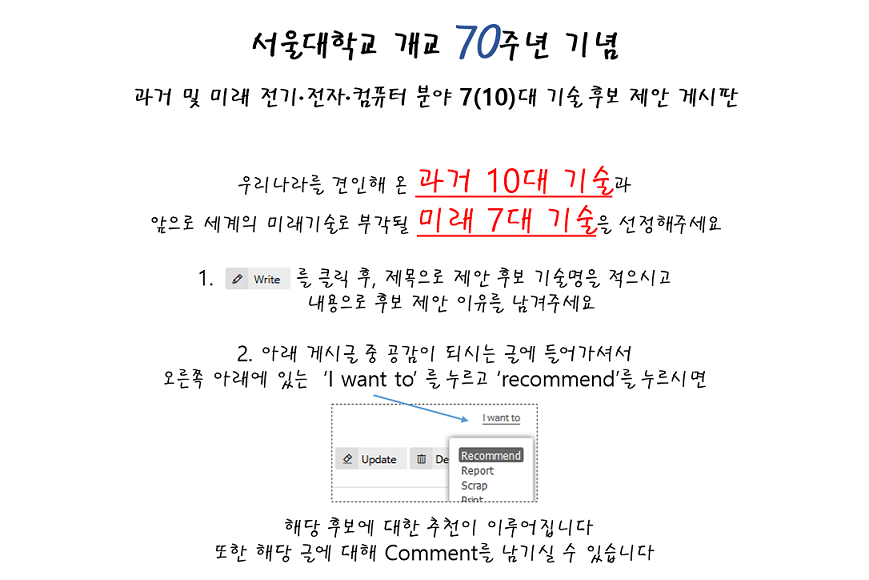 서울대학교 개교 70주년 기념
과거 및 미래 전기·전자·컴퓨터 분야 7(10)대 기술 후보 제안 게시판
우리나라를 견인해 온 과거 10대 기술과
앞으로 세계의 미래기술로 부각될 미래 7대 기술을 선정해주세요
1. Write 를 클릭 후, 제목으로 제안 후보 기술명을 적으시고
내용으로 후보 제안 이유를 남겨주세요
2. 아래 게시글 중 공감이 되시는 글에 들어가셔서
오른쪽 아래에 있는 'I want to' 를 누르고 'recommend'를 누르시면
I want to
Update De
Recommend
Report
Scrap
Print
해당 후보에 대한 추천이 이루어집니다
또한 해당 글에 대해 Comment를 남기실 수 있습니다